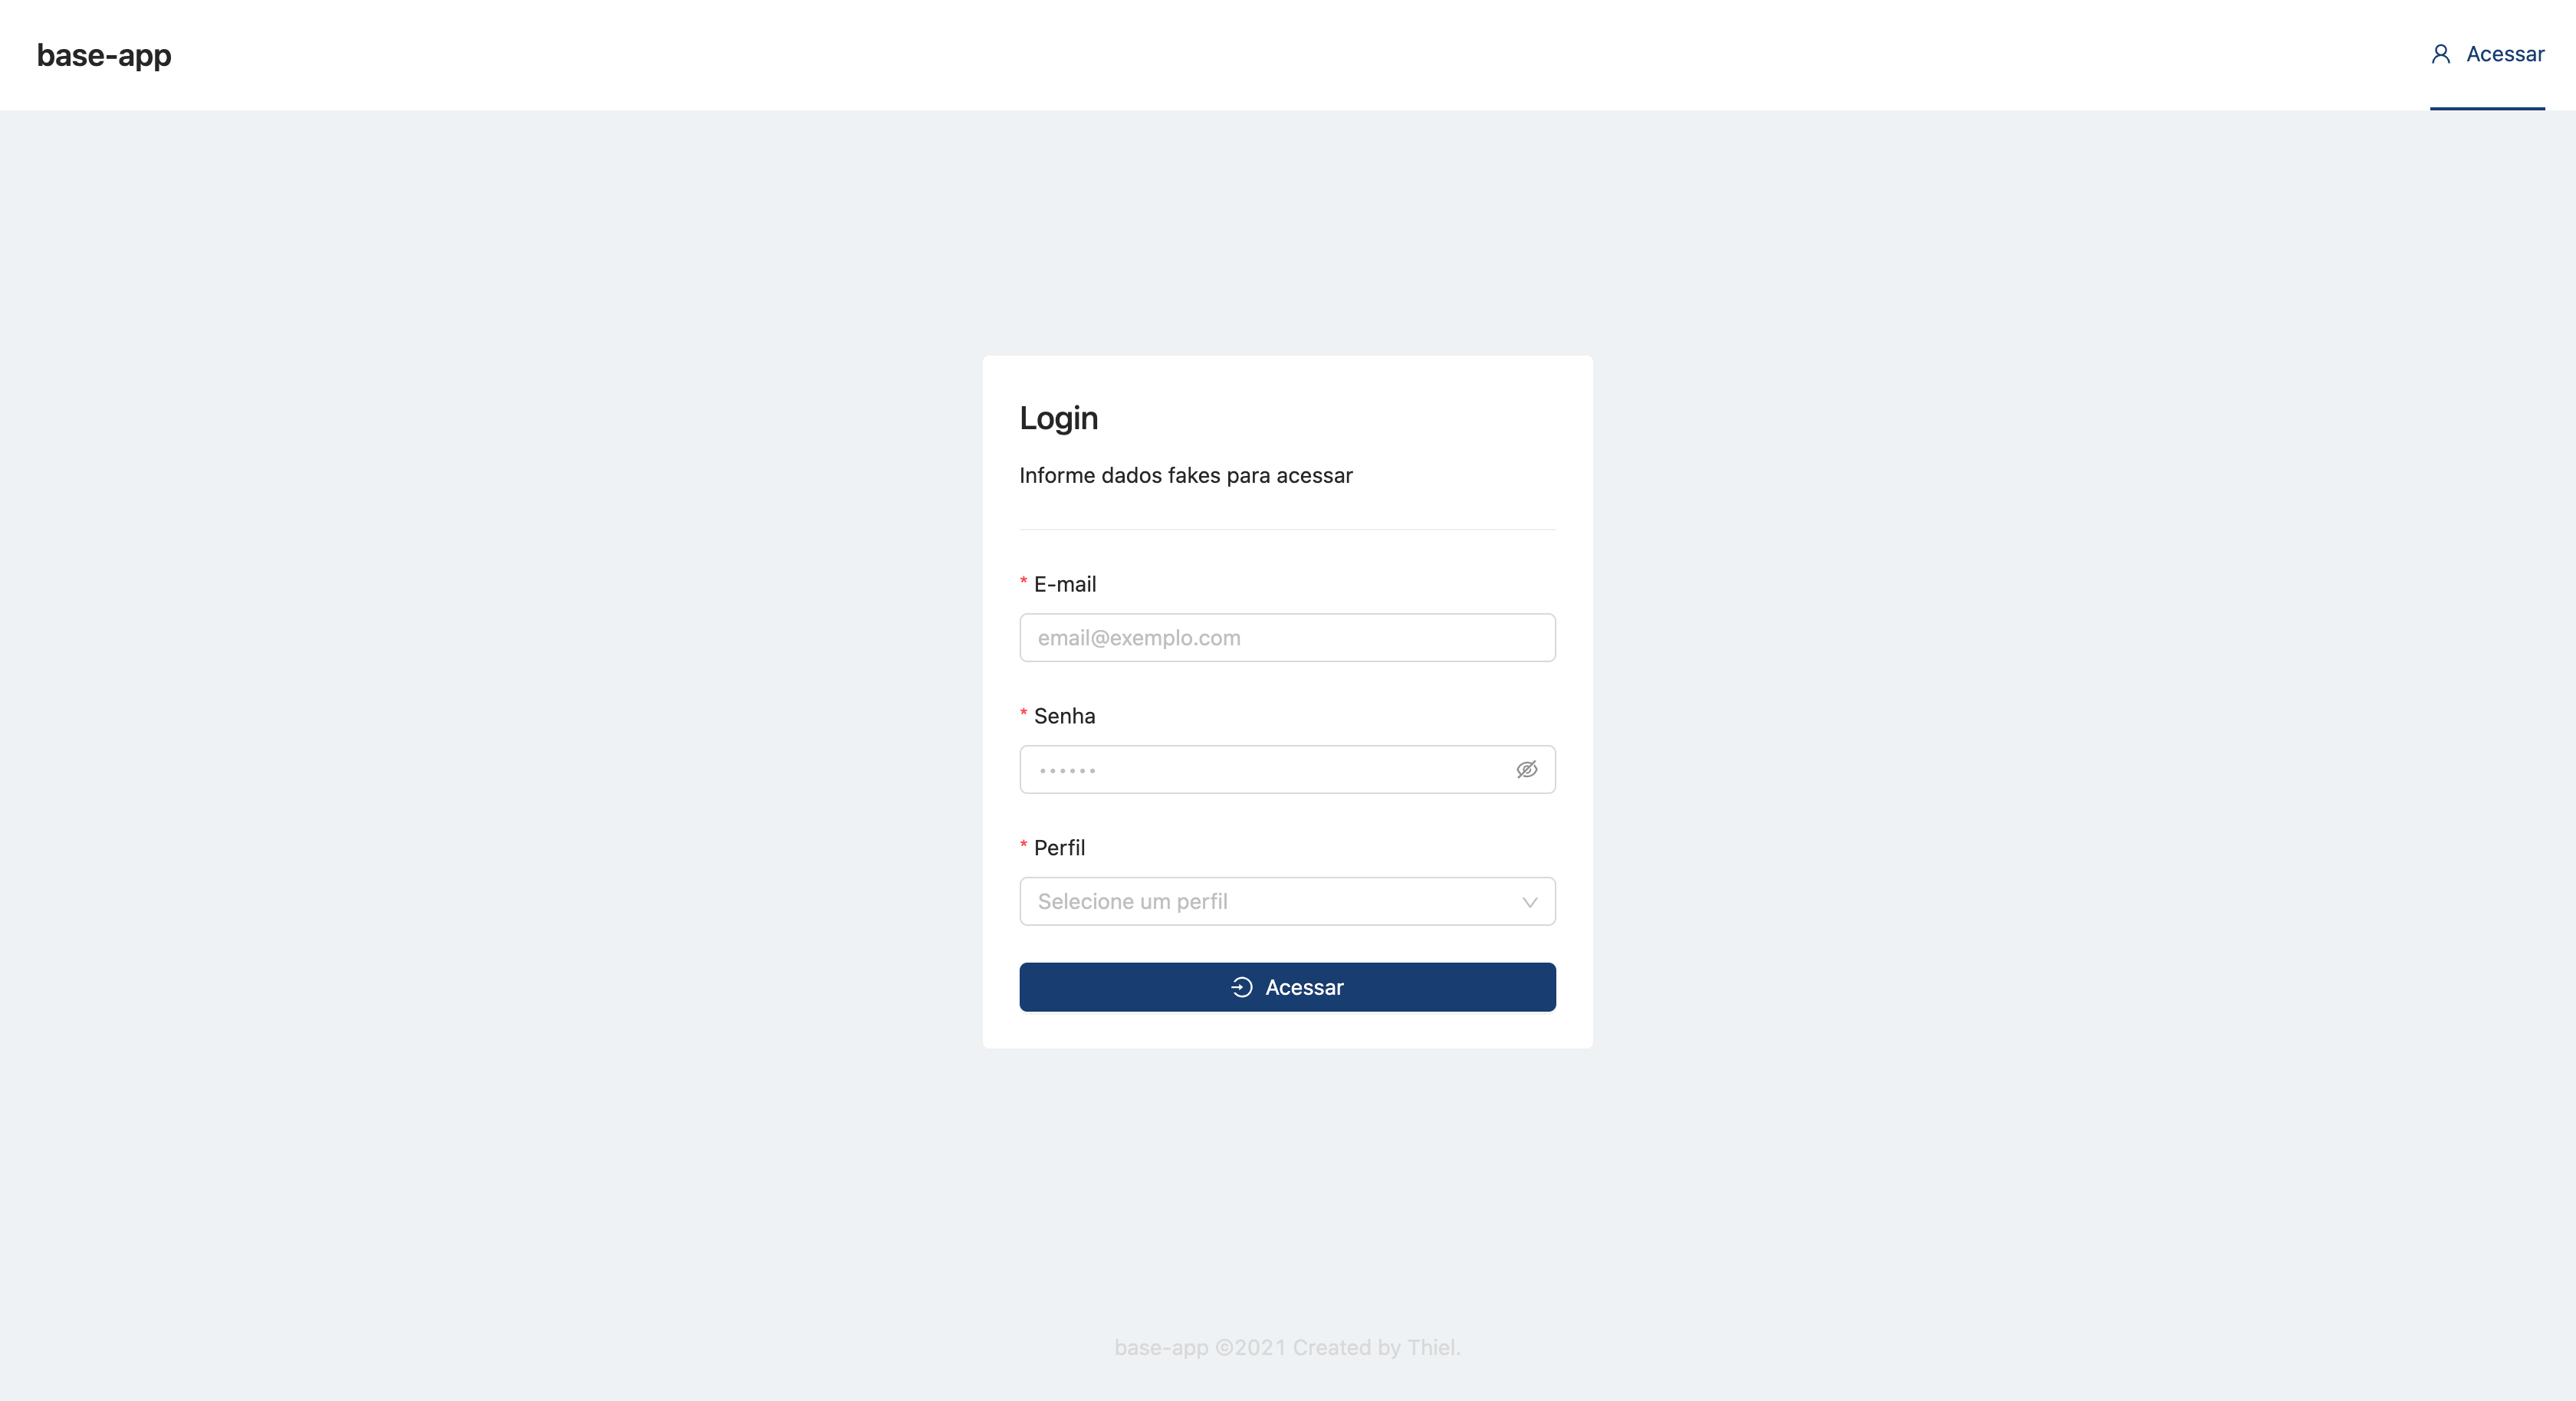 base-app
Acessar
Login
Informe dados fakes para acessar
* E-mail
email@exemplo.com
* Senha
••••••
* Perfil
Selecione um perfil
Acessar
base-app ©2021 Created by Thiel.